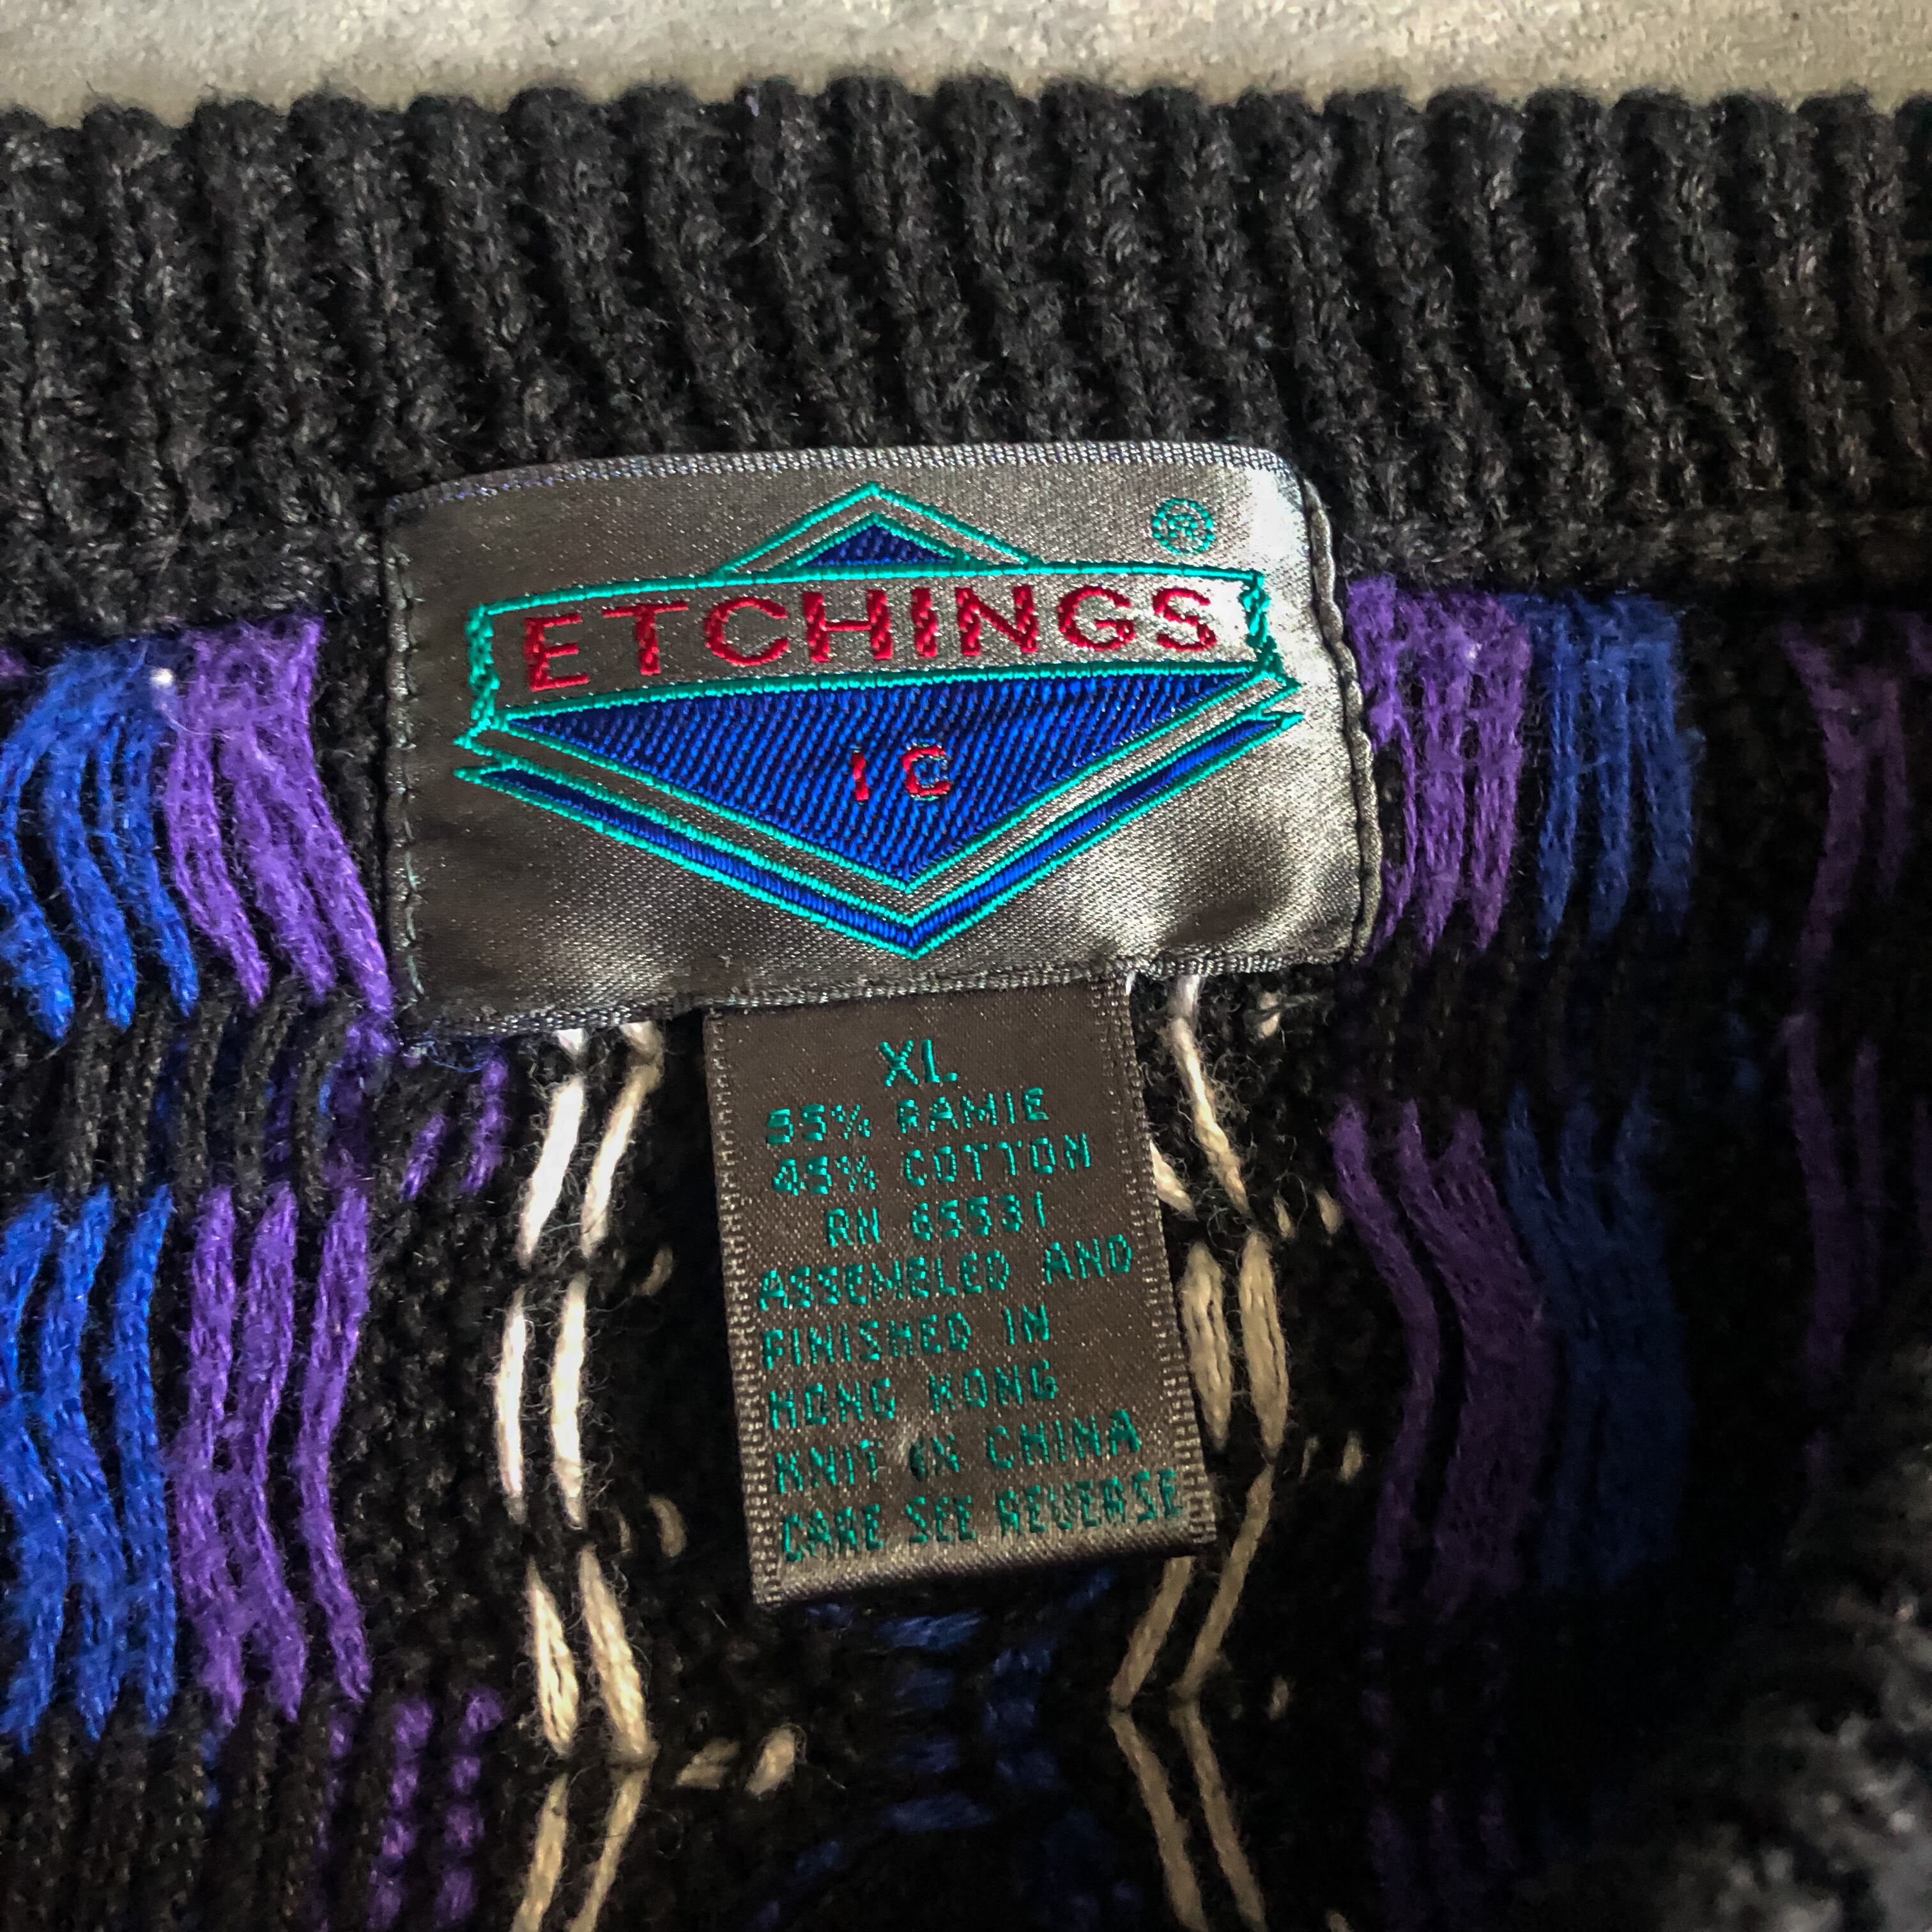 ®
ETCHINGS
IC
XL
55% RAMIE
45% COTTON
RN 65531
ASSEMBLED AND
FINISHED IN
HONG KONG
KNIT IN CHINA
CARE SEE REVERSE